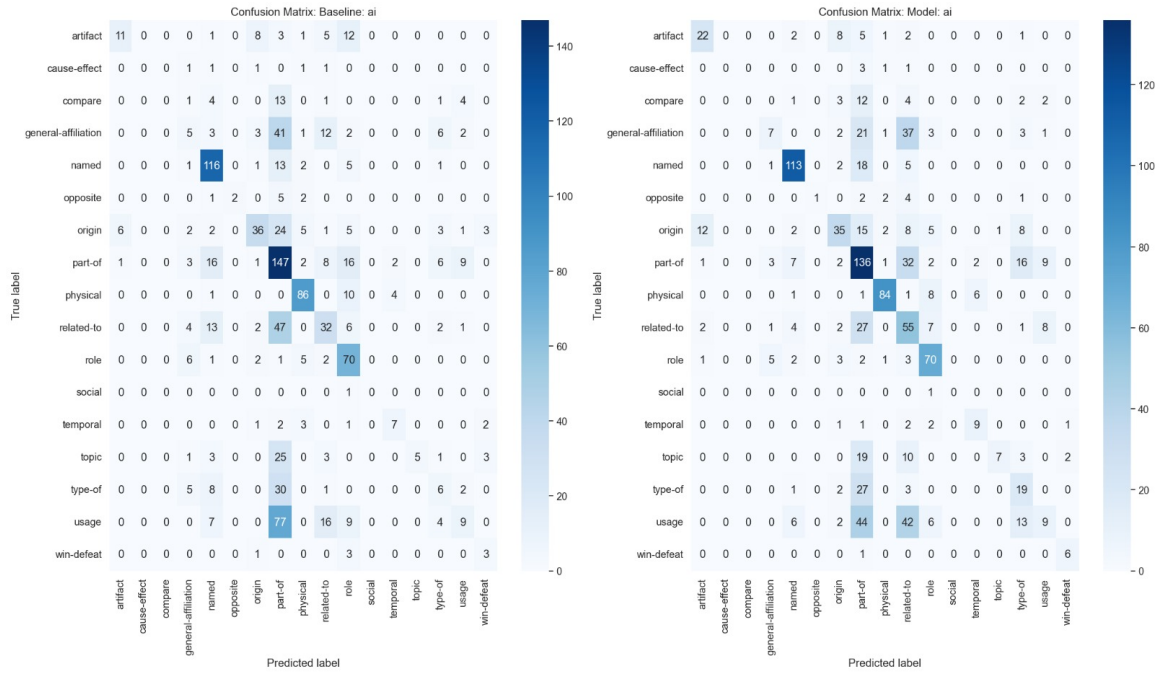 Confusion Matrix: Baseline: ai
artifact 11 0 0 0 1 0 8 3 1 5 12 0 0 0 0 0 0
cause-effect 0 0 0 1 1 0 1 0 1 1 0 0 0 0 0 0 0
compare 0 0 0 1 4 0 0 13 0 1 0 0 0 0 1 4 0
general-affiliation 0 0 0 5 3 0 3 41 1 12 2 0 0 0 6 2 0
named 0 0 0 1 116 0 1 13 2 0 5 0 0 0 1 0 0
opposite 0 0 0 0 1 2 0 5 2 0 0 0 0 0 0 0 0
origin 6 0 0 2 2 0 36 24 5 1 5 0 0 0 3 1 3
part-of 1 0 0 3 16 0 1 147 2 8 16 0 2 0 6 9 0
physical 0 0 0 0 1 0 0 0 86 0 10 0 4 0 0 0 0
related-to 0 0 0 4 13 0 2 47 0 32 6 0 0 0 2 1 0
role 0 0 0 6 1 0 2 1 5 2 70 0 0 0 0 0 0
social 0 0 0 0 0 0 0 0 0 0 1 0 0 0 0 0 0
temporal 0 0 0 0 0 0 1 2 3 0 0 0 7 0 0 0 2
topic 0 0 0 1 3 0 0 25 0 3 0 0 0 5 1 0 3
type-of 0 0 0 5 8 0 0 30 0 1 0 0 0 0 6 2 0
usage 0 0 0 0 7 0 0 77 0 16 9 0 0 0 4 9 0
win-defeat 0 0 0 0 0 0 1 0 0 0 3 0 0 0 0 0 3
artifact cause-effect compare general-affiliation named opposite origin part-of physical related-to role social temporal topic type-of usage win-defeat
Predicted label
True label
140
120
100
80
60
40
20
0
Confusion Matrix: Model: ai
artifact 22 0 0 0 2 0 8 5 1 2 0 0 0 0 1 0 0
cause-effect 0 0 0 0 0 0 0 3 1 1 0 0 0 0 0 0 0
compare 0 0 0 0 1 0 3 12 0 4 0 0 0 0 2 2 0
general-affiliation 0 0 0 7 0 0 2 21 1 37 3 0 0 0 3 1 0
named 0 0 0 1 113 0 2 18 0 5 0 0 0 0 0 0 0
opposite 0 0 0 0 0 1 0 2 2 4 0 0 0 0 1 0 0
origin 12 0 0 0 2 0 35 15 2 8 5 0 0 1 8 0 0
part-of 1 0 0 3 7 0 2 136 0 32 2 0 2 0 16 9 0
physical 0 0 0 0 1 0 0 1 84 1 8 0 6 0 0 0 0
related-to 2 0 0 1 4 0 2 27 0 55 7 0 0 0 1 8 0
role 1 0 0 5 2 0 3 2 1 3 70 0 0 0 0 0 0
social 0 0 0 0 0 0 0 0 0 0 1 0 0 0 0 0 0
temporal 0 0 0 0 0 0 1 1 0 2 2 0 9 0 0 0 1
topic 0 0 0 0 0 0 0 19 0 10 0 0 0 7 3 0 2
type-of 0 0 0 0 1 0 2 27 0 3 0 0 0 0 19 0 0
usage 0 0 0 0 6 0 2 44 0 42 6 0 0 0 13 9 0
win-defeat 0 0 0 0 0 0 0 1 0 0 0 0 0 0 0 0 6
artifact cause-effect compare general-affiliation named opposite origin part-of physical related-to role social temporal topic type-of usage win-defeat
Predicted label
True label
120
100
80
60
40
20
0